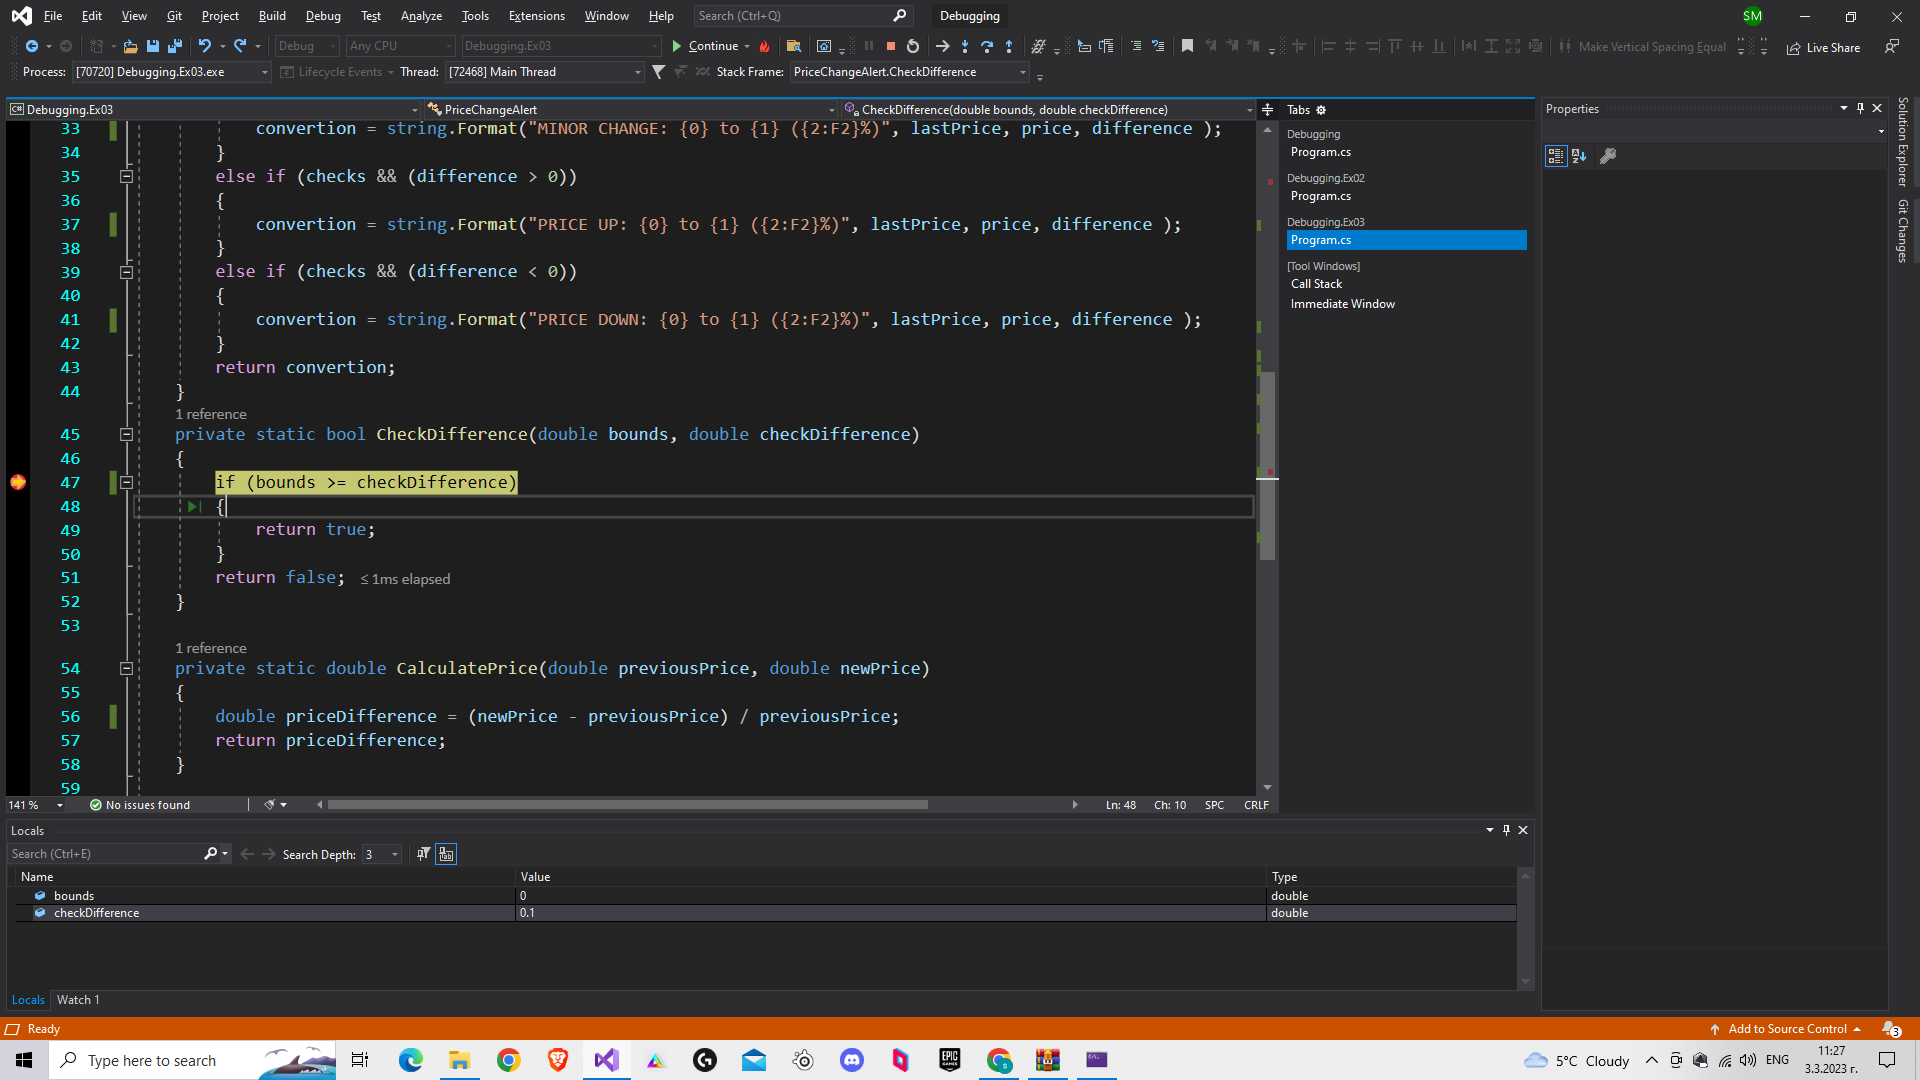 File Edit View Git Project Build Debug Test Analyze Tools Extensions Window Help Search (Ctrl+Q) Debugging SM
Debug Any CPU Debugging.Ex03 Continue Make Vertical Spacing Equal Live Share
Process: [70720] Debugging.Ex03.exe Lifecycle Events Thread: [72468] Main Thread Stack Frame: PriceChangeAlert.CheckDifference
C# Debugging.Ex03 PriceChangeAlert CheckDifference(double bounds, double checkDifference)
33 convertion = string.Format("MINOR CHANGE: {0} to {1} ({2:F2}%)", lastPrice, price, difference );
34 }
35 else if (checks && (difference > 0))
36 {
37 convertion = string.Format("PRICE UP: {0} to {1} ({2:F2}%)", lastPrice, price, difference );
38 }
39 else if (checks && (difference < 0))
40 {
41 convertion = string.Format("PRICE DOWN: {0} to {1} ({2:F2}%)", lastPrice, price, difference );
42 }
43 return convertion;
44 }
1 reference
45 private static bool CheckDifference(double bounds, double checkDifference)
46 {
47 if (bounds >= checkDifference)
48 {
49 return true;
50 }
51 return false; ≤ 1ms elapsed
52 }
53
1 reference
54 private static double CalculatePrice(double previousPrice, double newPrice)
55 {
56 double priceDifference = (newPrice - previousPrice) / previousPrice;
57 return priceDifference;
58 }
59
141 % No issues found Ln: 48 Ch: 10 SPC CRLF
Tabs
Debugging
Program.cs
Debugging.Ex02
Program.cs
Debugging.Ex03
Program.cs
[Tool Windows]
Call Stack
Immediate Window
Properties
Solution Explorer
Git Changes
Locals
Search (Ctrl+E) Search Depth: 3
Name Value Type
bounds 0 double
checkDifference 0.1 double
Locals Watch 1
Ready Add to Source Control 3
Type here to search
EPIC GAMES
5°C Cloudy ENG
11:27
3.3.2023 г.